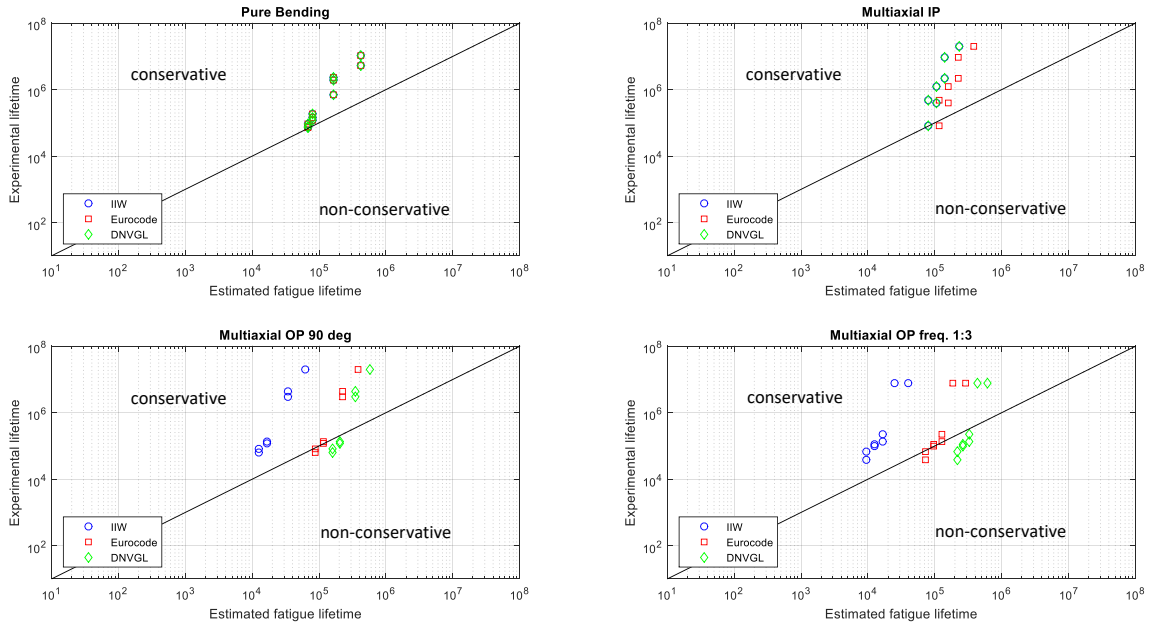 Pure Bending
10^8
10^6
10^4
10^2
Experimental lifetime
conservative
non-conservative
IIW
Eurocode
DNVGL
10^1 10^2 10^3 10^4 10^5 10^6 10^7 10^8
Estimated fatigue lifetime
Multiaxial IP
10^8
10^6
10^4
10^2
Experimental lifetime
conservative
non-conservative
IIW
Eurocode
DNVGL
10^1 10^2 10^3 10^4 10^5 10^6 10^7 10^8
Estimated fatigue lifetime
Multiaxial OP 90 deg
10^8
10^6
10^4
10^2
Experimental lifetime
conservative
non-conservative
IIW
Eurocode
DNVGL
10^1 10^2 10^3 10^4 10^5 10^6 10^7 10^8
Estimated fatigue lifetime
Multiaxial OP freq. 1:3
10^8
10^6
10^4
10^2
Experimental lifetime
conservative
non-conservative
IIW
Eurocode
DNVGL
10^1 10^2 10^3 10^4 10^5 10^6 10^7 10^8
Estimated fatigue lifetime